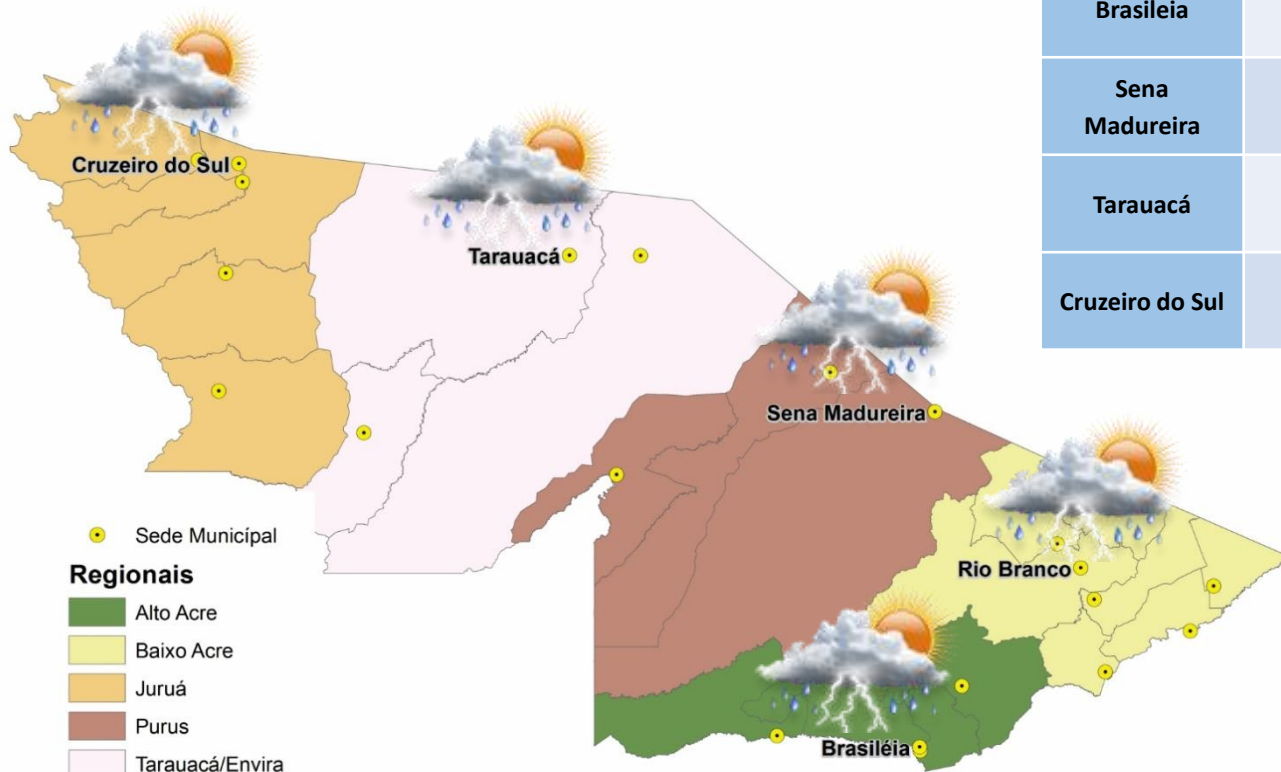 Brasileia
Sena
Madureira
Tarauacá
Cruzeiro do Sul
Cruzeiro do Sul
Tarauacá
Sena Madureira
Rio Branco
Brasiléia
Sede Municípal
Regionais
Alto Acre
Baixo Acre
Juruá
Purus
Tarauacá/Envira